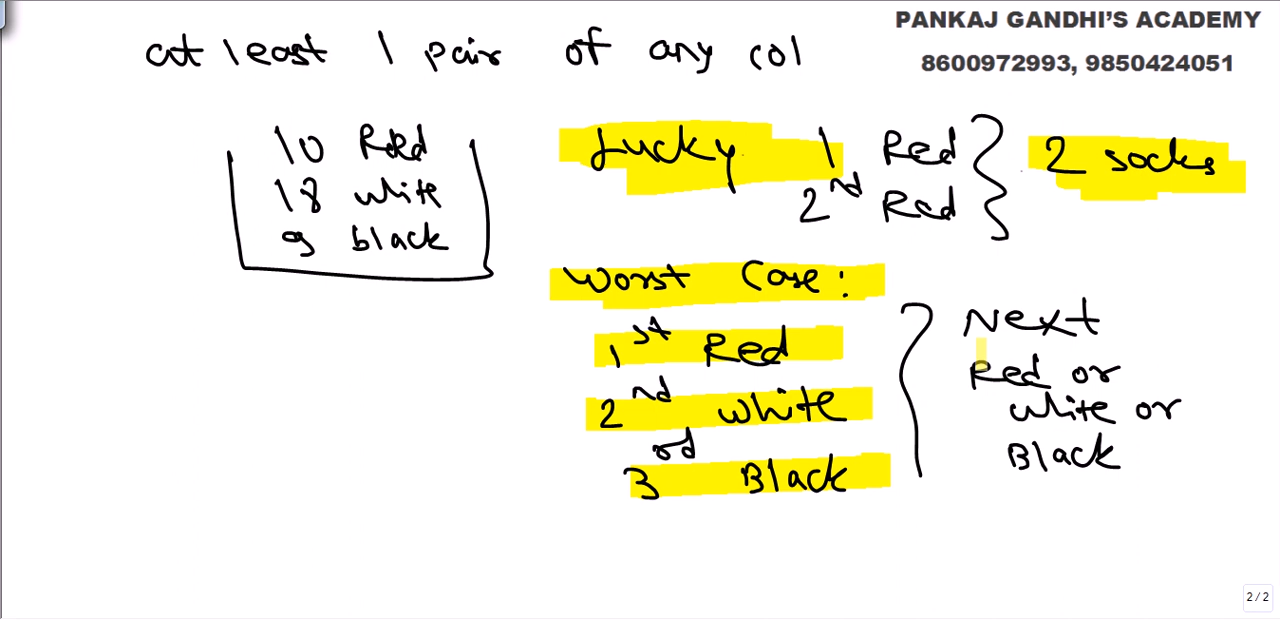 PANKAJ GANDHI'S ACADEMY
8600972993, 9850424051
at least 1 pair of any col
10 Red
18 white
9 black
Lucky 1 Red
2nd Red
2 socks
Worst Case:
1st Red
2nd white
3rd Black
Next
Red or
white or
Black
2 / 2